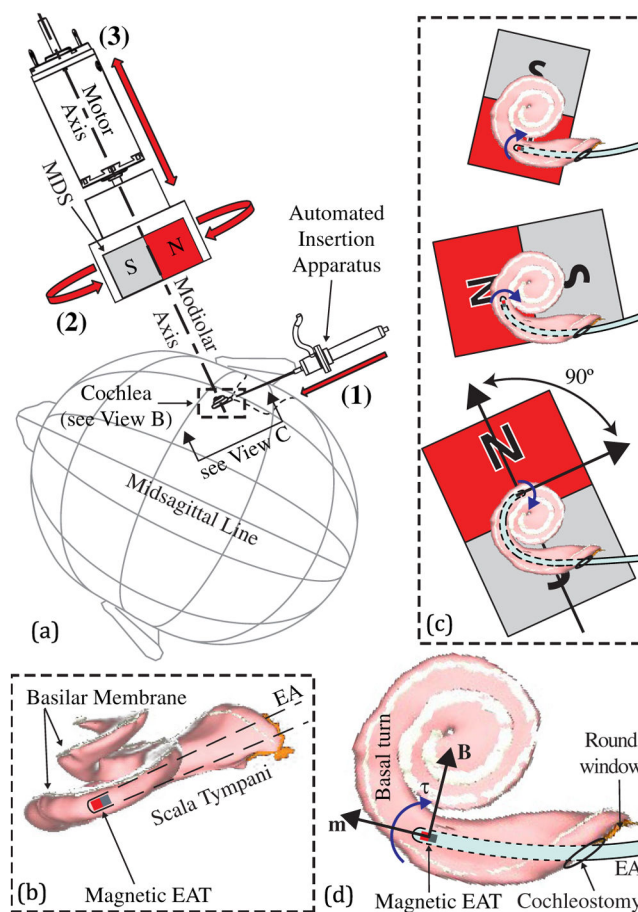 (3)
Motor
Axis
MDS
S
N
(2)
Modiolar
Axis
Automated
Insertion
Apparatus
(1)
Cochlea
(see View B)
see View C
Midsagittal Line
(a)
S
S
N
90º
N
(c)
Basilar Membrane
EA
Scala Tympani
Magnetic EAT
(b)
Basal turn
B
τ
m
Round
window
EA
Magnetic EAT
Cochleostomy
(d)